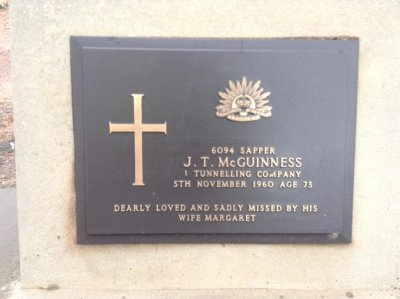 6094 SAPPER
J. T. McGUINNESS
1 TUNNELLING COMPANY
5TH NOVEMBER 1960 AGE 73
DEARLY LOVED AND SADLY MISSED BY HIS
WIFE MARGARET